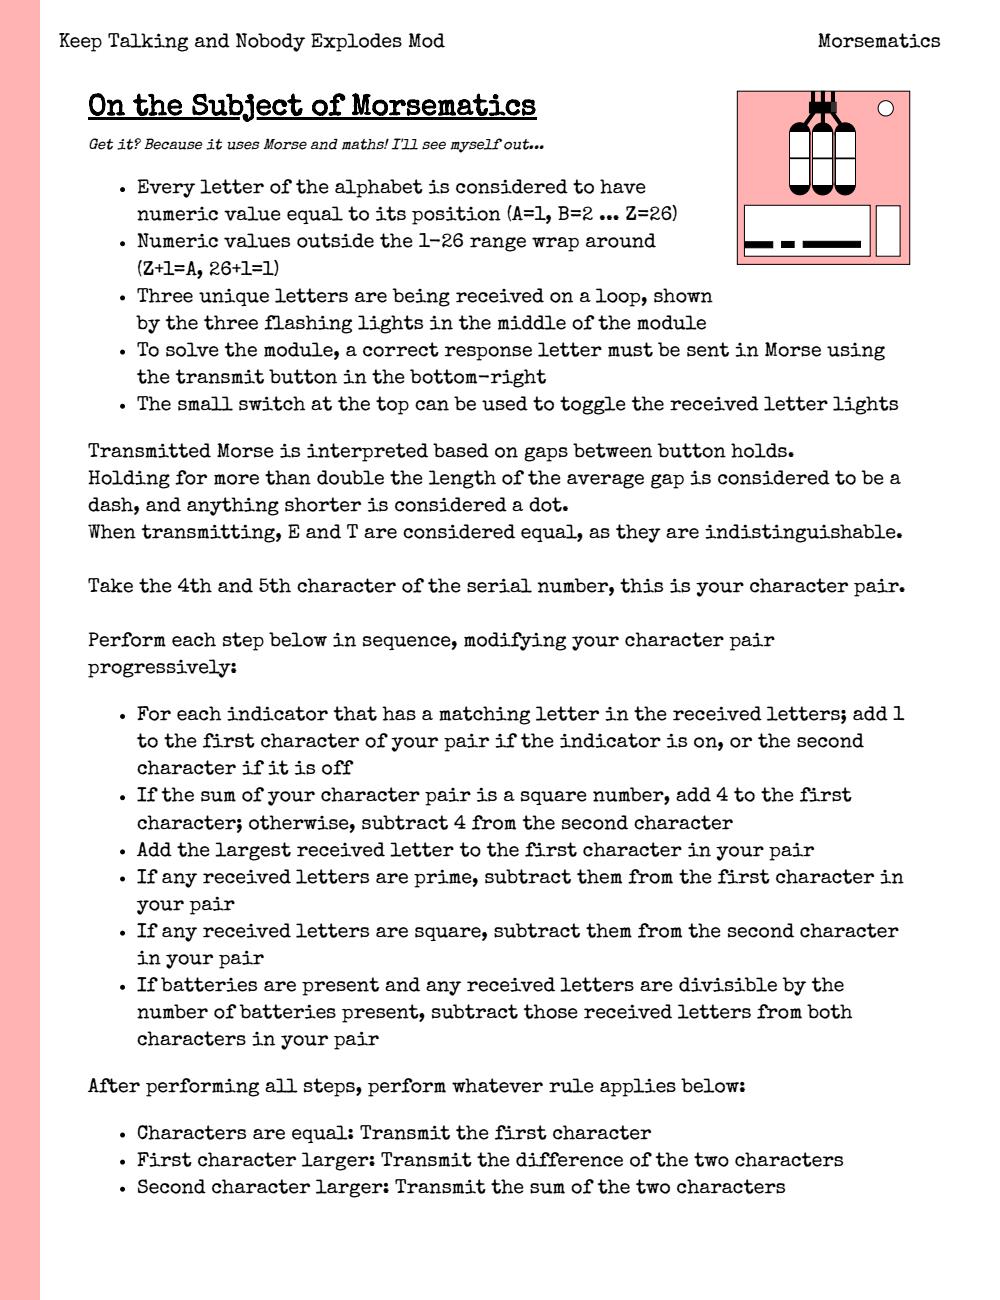 Keep Talking and Nobody Explodes Mod
Morsematics
On the Subject of Morsematics
Get it? Because it uses Morse and maths! I'll see myself out...
• Every letter of the alphabet is considered to have
numeric value equal to its position (A=1, B=2 ... Z=26)
• Numeric values outside the 1-26 range wrap around
(Z+1=A, 26+1=1)
• Three unique letters are being received on a loop, shown
by the three flashing lights in the middle of the module
• To solve the module, a correct response letter must be sent in Morse using
the transmit button in the bottom-right
• The small switch at the top can be used to toggle the received letter lights
Transmitted Morse is interpreted based on gaps between button holds.
Holding for more than double the length of the average gap is considered to be a
dash, and anything shorter is considered a dot.
When transmitting, E and T are considered equal, as they are indistinguishable.
Take the 4th and 5th character of the serial number, this is your character pair.
Perform each step below in sequence, modifying your character pair
progressively:
• For each indicator that has a matching letter in the received letters; add 1
to the first character of your pair if the indicator is on, or the second
character if it is off
• If the sum of your character pair is a square number, add 4 to the first
character; otherwise, subtract 4 from the second character
• Add the largest received letter to the first character in your pair
• If any received letters are prime, subtract them from the first character in
your pair
• If any received letters are square, subtract them from the second character
in your pair
• If batteries are present and any received letters are divisible by the
number of batteries present, subtract those received letters from both
characters in your pair
After performing all steps, perform whatever rule applies below:
• Characters are equal: Transmit the first character
• First character larger: Transmit the difference of the two characters
• Second character larger: Transmit the sum of the two characters